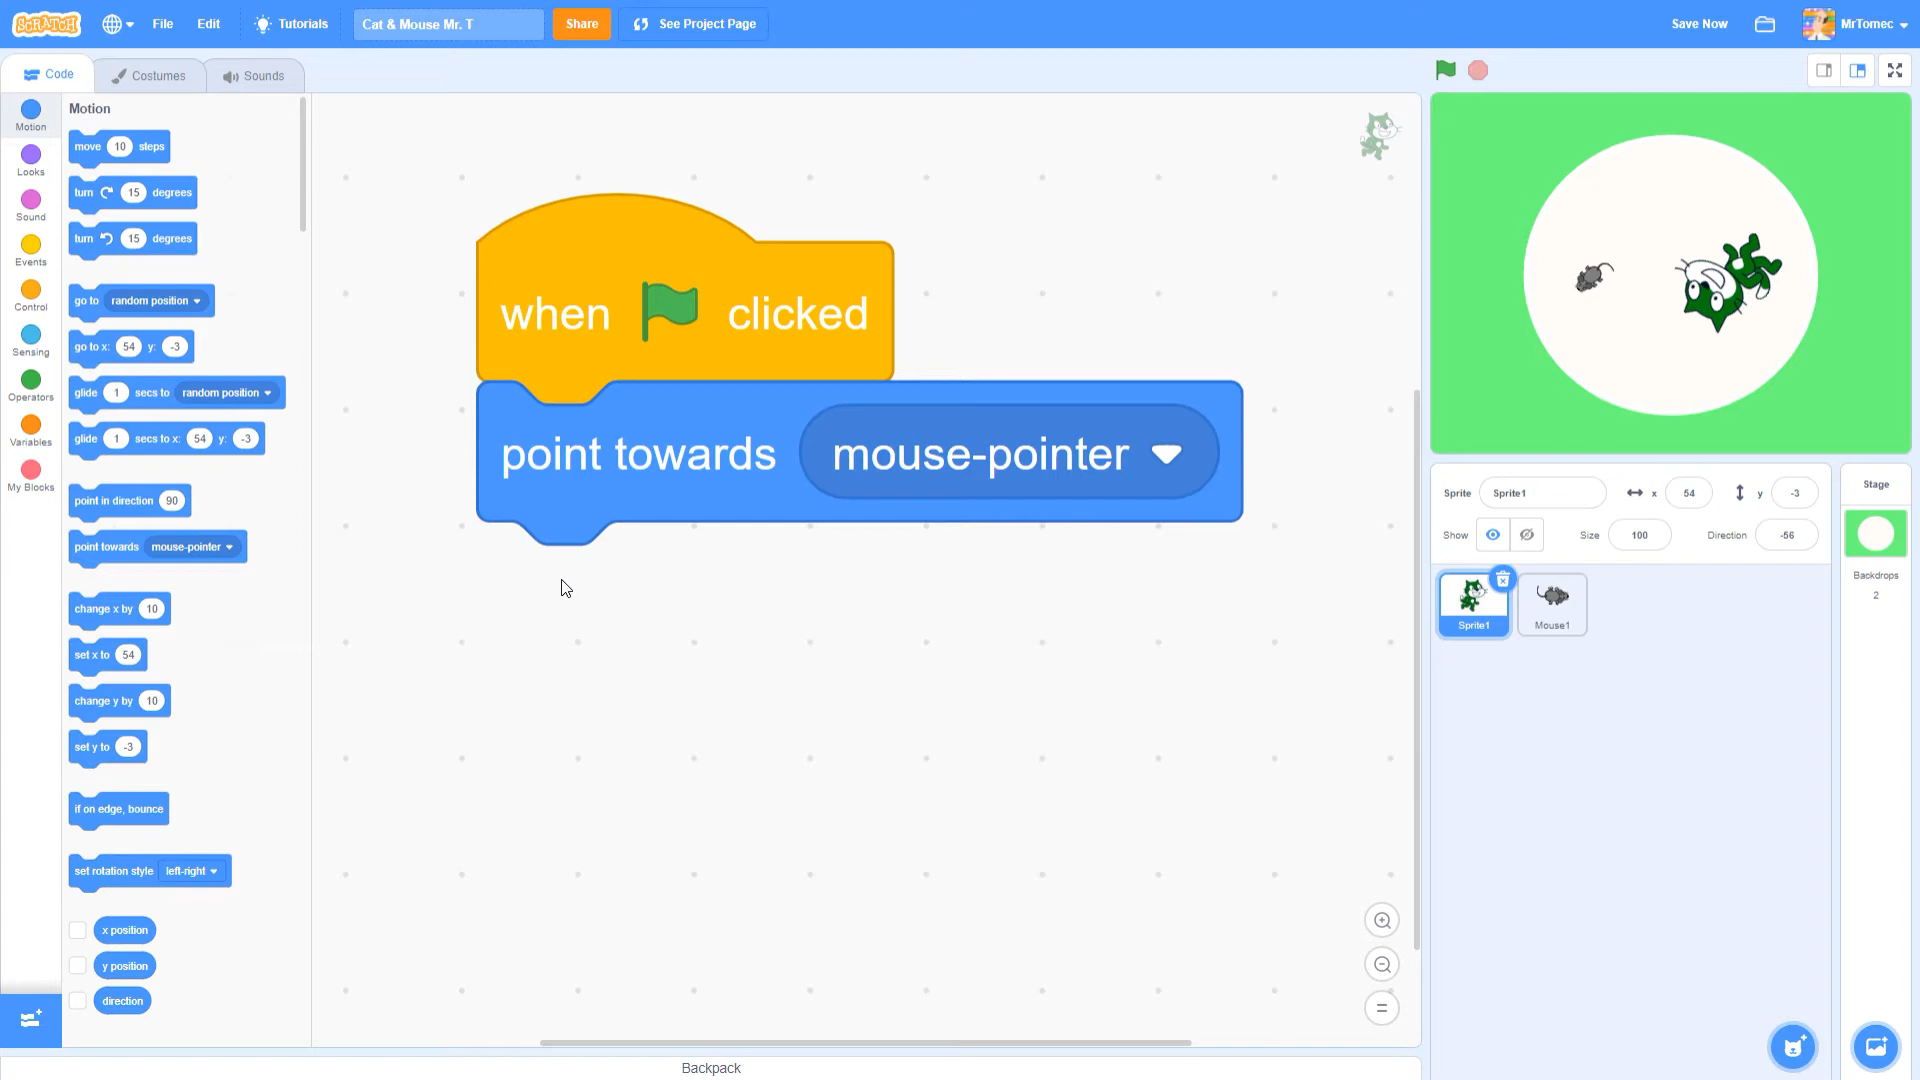 SCRATCH
File
Edit
Tutorials
Cat & Mouse Mr. T
Share
See Project Page
Save Now
MrTomec
Code
Costumes
Sounds
Motion
Looks
Sound
Events
Control
Sensing
Operators
Variables
My Blocks
Motion
move 10 steps
turn 15 degrees
turn 15 degrees
go to random position
go to x: 54 y: -3
glide 1 secs to random position
glide 1 secs to x: 54 y: -3
point in direction 90
point towards mouse-pointer
change x by 10
set x to 54
change y by 10
set y to -3
if on edge, bounce
set rotation style left-right
x position
y position
direction
when clicked
point towards mouse-pointer
Backpack
Sprite Sprite1 x 54 y -3
Show Size 100 Direction -56
Sprite1
Mouse1
Stage
Backdrops
2